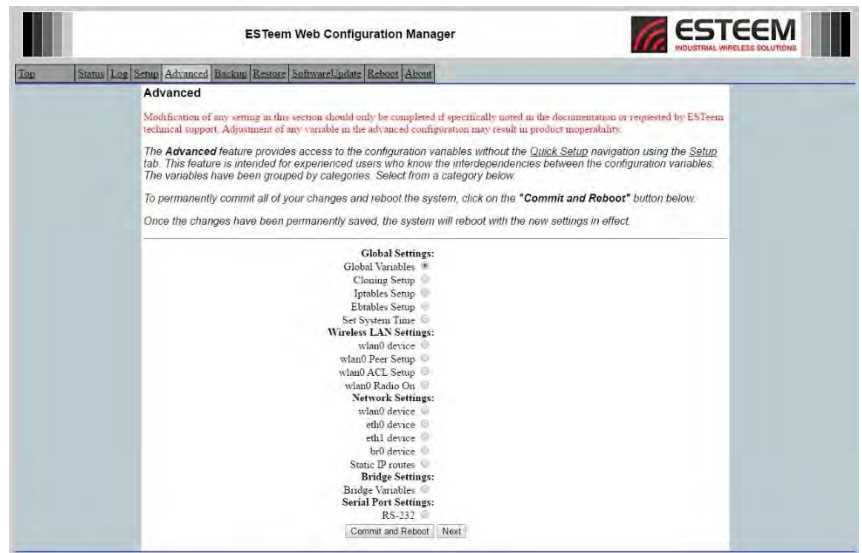 ESTeem Web Configuration Manager
ESTEEM
INDUSTRIAL WIRELESS SOLUTIONS
Top Status Log Setup Advanced Backup Restore SoftwareUpdate Reboot About
Advanced
Modification of any setting in this section should only be completed if specifically noted in the documentation or requested by ESTeem
technical support. Adjustment of any variable in the advanced configuration may result in product inoperability.
The Advanced feature provides access to the configuration variables without the Quick Setup navigation using the Setup
tab. This feature is intended for experienced users who know the interdependencies between the configuration variables.
The variables have been grouped by categories. Select from a category below.
To permanently commit all of your changes and reboot the system, click on the "Commit and Reboot" button below.
Once the changes have been permanently saved, the system will reboot with the new settings in effect.
Global Settings:
Global Variables
Cloning Setup
Iptables Setup
Ebtables Setup
Set System Time
Wireless LAN Settings:
wlan0 device
wlan0 Peer Setup
wlan0 ACL Setup
wlan0 Radio On
Network Settings:
wlan0 device
eth0 device
eth1 device
br0 device
Static IP routes
Bridge Settings:
Bridge Variables
Serial Port Settings:
RS-232
Commit and Reboot Next